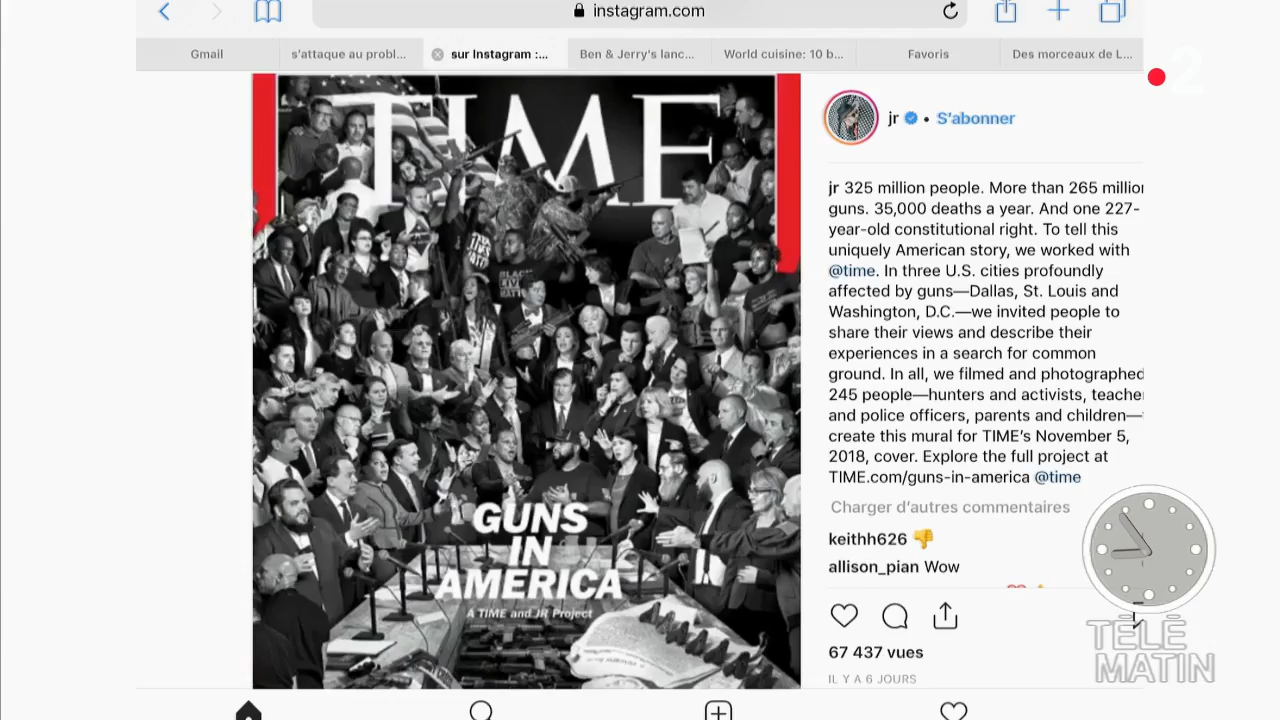 instagram.com
Gmail
s'attaque au probl...
sur Instagram :...
Ben & Jerry's lanc...
World cuisine: 10 b...
Favoris
Des morceaux de L...
2
TIME
BLACK
LIVES
MATTER
GUNS
IN
AMERICA
A TIME and JR Project
jr • S'abonner
jr 325 million people. More than 265 million
guns. 35,000 deaths a year. And one 227-
year-old constitutional right. To tell this
uniquely American story, we worked with
@time. In three U.S. cities profoundly
affected by guns—Dallas, St. Louis and
Washington, D.C.—we invited people to
share their views and describe their
experiences in a search for common
ground. In all, we filmed and photographed
245 people—hunters and activists, teacher
and police officers, parents and children—
create this mural for TIME's November 5,
2018, cover. Explore the full project at
TIME.com/guns-in-america @time
Charger d'autres commentaires
keithh626 👎
allison_pian Wow
67 437 vues
IL Y A 6 JOURS
TÉLÉ
MATIN